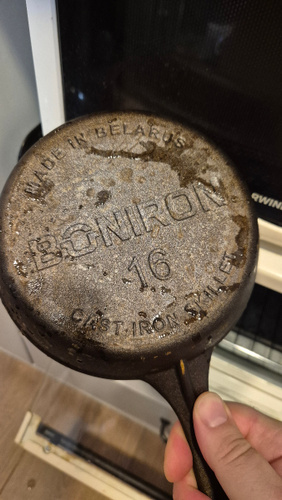 MADE IN BELARUS
BONIRON
16
CAST IRON SKILLET